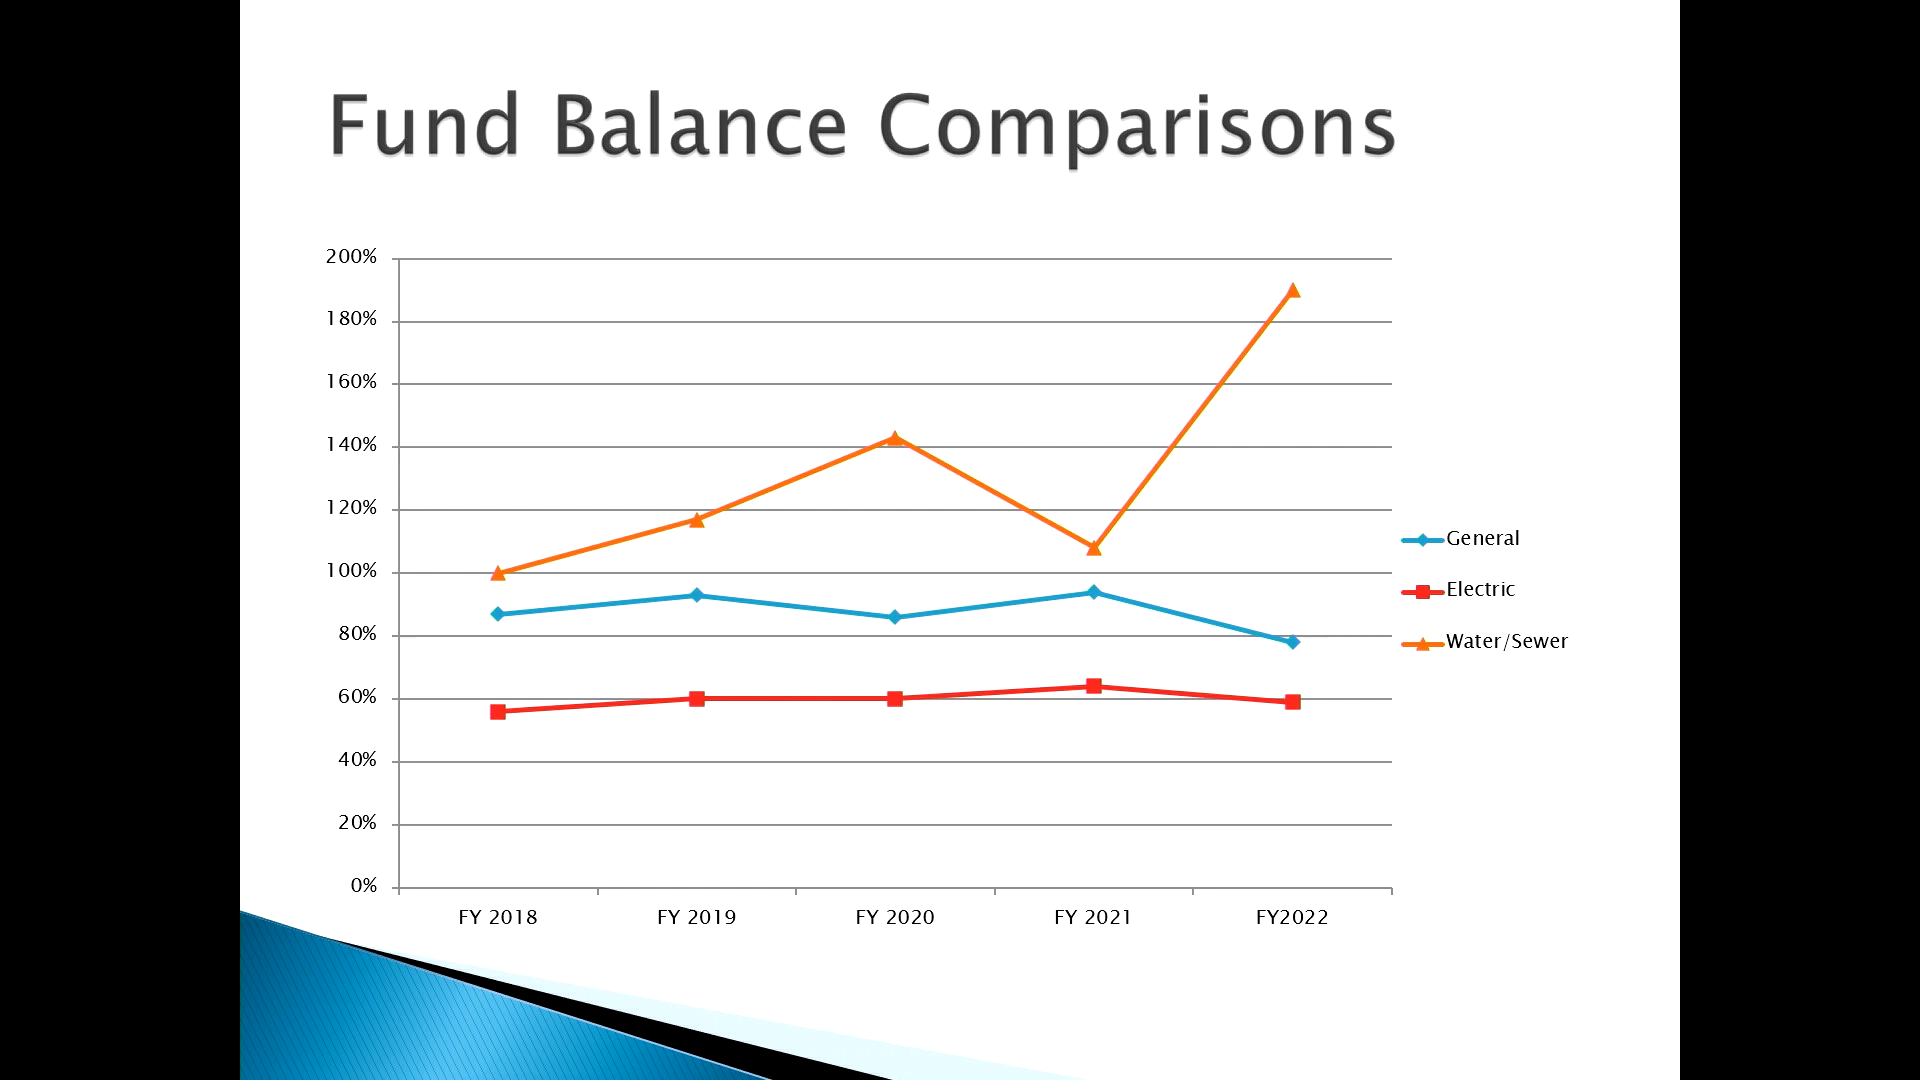 Fund Balance Comparisons
200%
180%
160%
140%
120%
100%
80%
60%
40%
20%
0%
FY 2018
FY 2019
FY 2020
FY 2021
FY2022
General
Electric
Water/Sewer